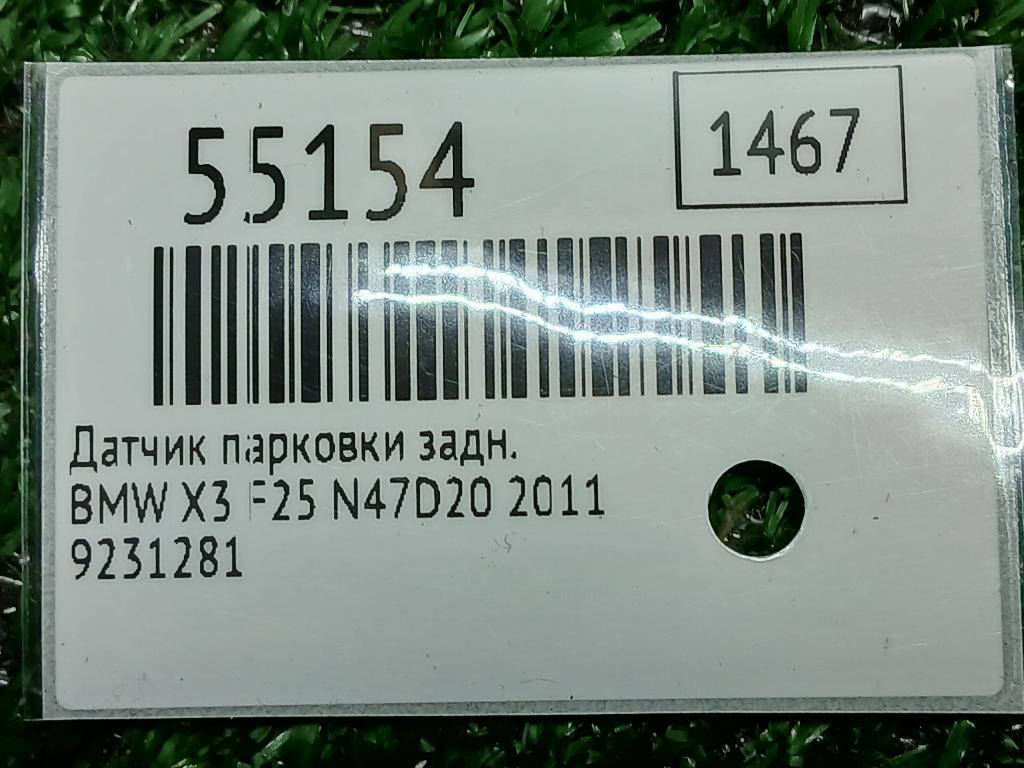 55154
1467
Датчик парковки задн.
BMW X3 F25 N47D20 2011
9231281